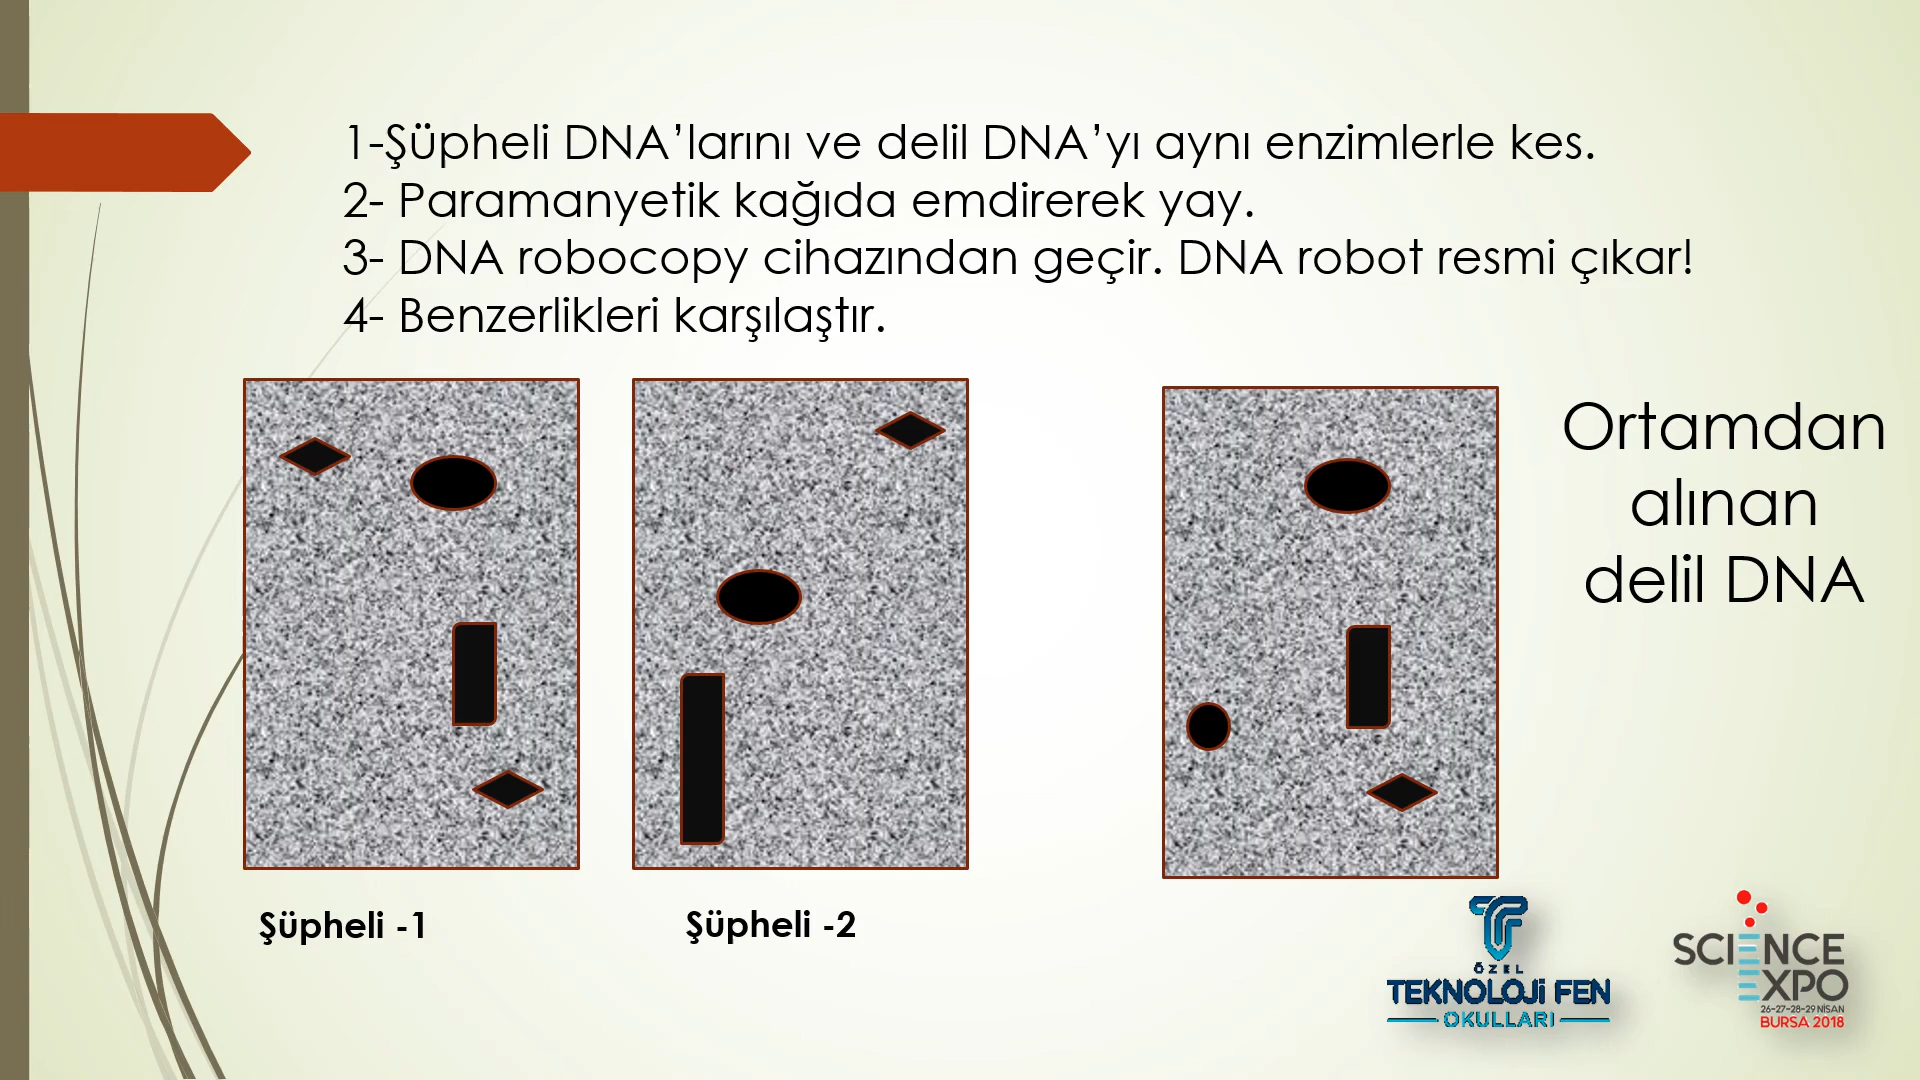 1-Şüpheli DNA’larını ve delil DNA’yı aynı enzimlerle kes.
2- Paramanyetik kağıda emdirerek yay.
3- DNA robocopy cihazından geçir. DNA robot resmi çıkar!
4- Benzerlikleri karşılaştır.
Ortamdan
alınan
delil DNA
Şüpheli -1
Şüpheli -2
ÖZEL
TEKNOLOJi FEN
OKULLARI
SCIENCE
EXPO
26-27-28-29 NİSAN
BURSA 2018